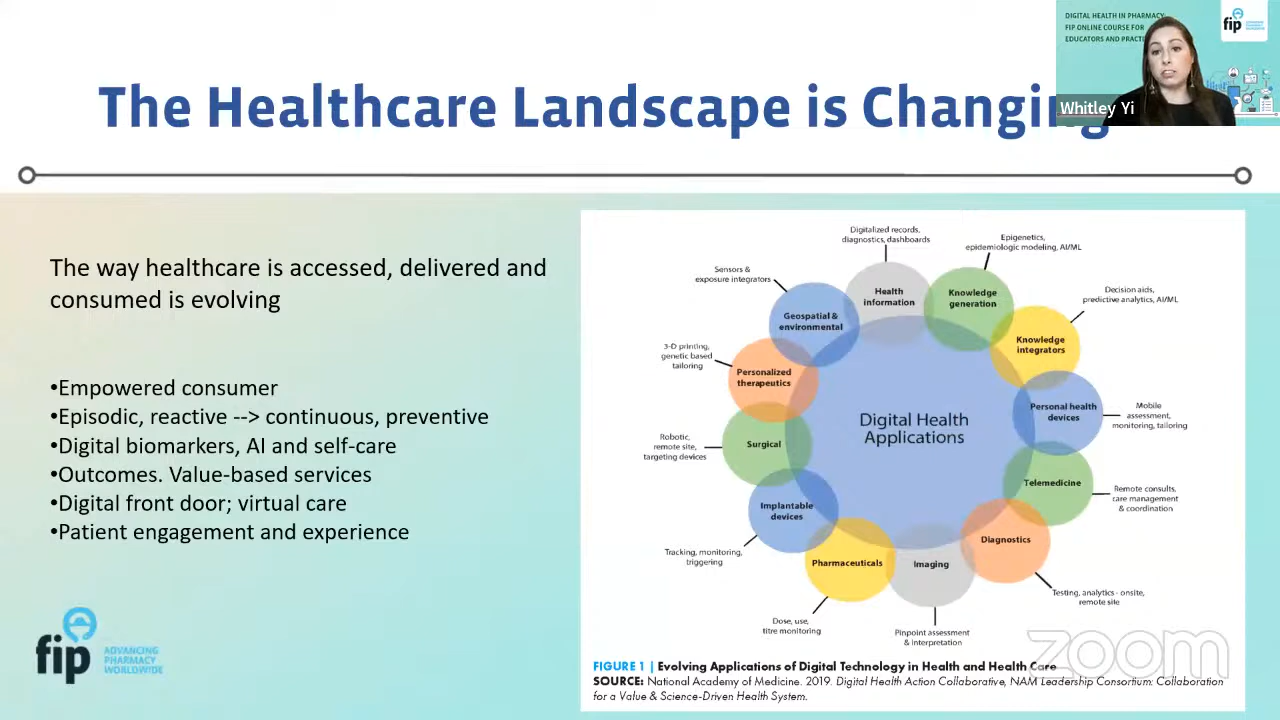 DIGITAL HEALTH IN PHARMACY:
FIP ONLINE COURSE FOR
EDUCATORS AND
fip
Whitley Yi
The Healthcare Landscape is Changing
The way healthcare is accessed, delivered and
consumed is evolving
•Empowered consumer
•Episodic, reactive --> continuous, preventive
•Digital biomarkers, AI and self-care
•Outcomes. Value-based services
•Digital front door; virtual care
•Patient engagement and experience
fip
ADVANCING
PHARMACY
WORLDWIDE
Digital Health
Applications
Digitalized records,
diagnostics, dashboards
Health
information
Epigenetics,
epidemiologic modeling, AI/ML
Knowledge
generation
Decision aids,
predictive analytics, AI/ML
Knowledge
integrators
Personal health
devices
Mobile
assessment,
monitoring, tailoring
Telemedicine
Remote consults,
care management
& coordination
Diagnostics
Testing, analytics - onsite,
remote site
Imaging
Pinpoint assessment
& interpretation
Pharmaceuticals
Dose, use,
titre monitoring
Implantable
devices
Tracking, monitoring,
triggering
Surgical
Robotic,
remote site,
targeting devices
Personalized
therapeutics
3-D printing,
genetic based
tailoring
Geospatial &
environmental
Sensors &
exposure integrators
FIGURE 1 | Evolving Applications of Digital Technology in Health and Health Care
SOURCE: National Academy of Medicine. 2019. Digital Health Action Collaborative, NAM Leadership Consortium: Collaboration
for a Value & Science-Driven Health System.
zoom